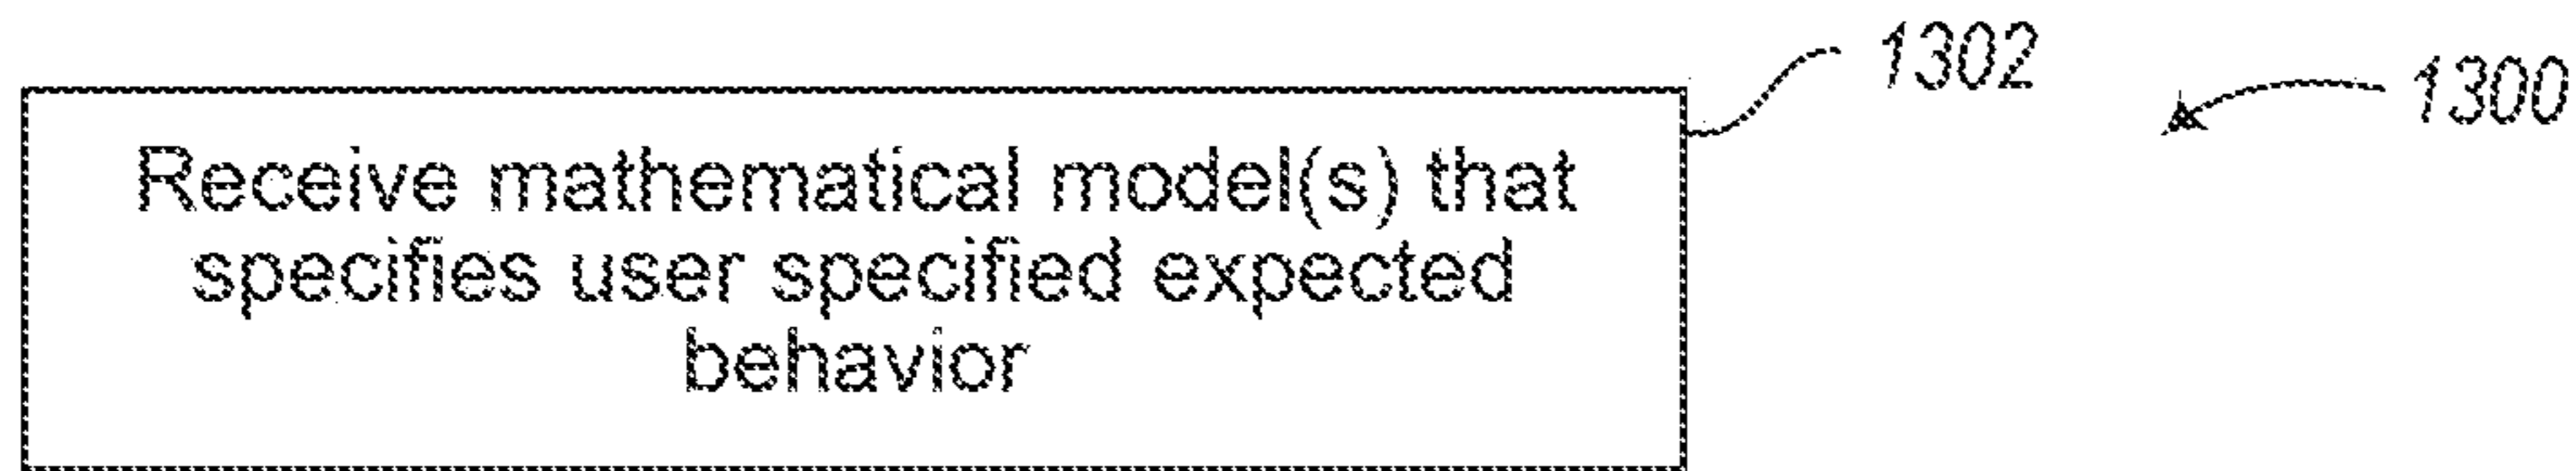 1302
1300
Receive mathematical model(s) that
specifies user specified expected
behavior